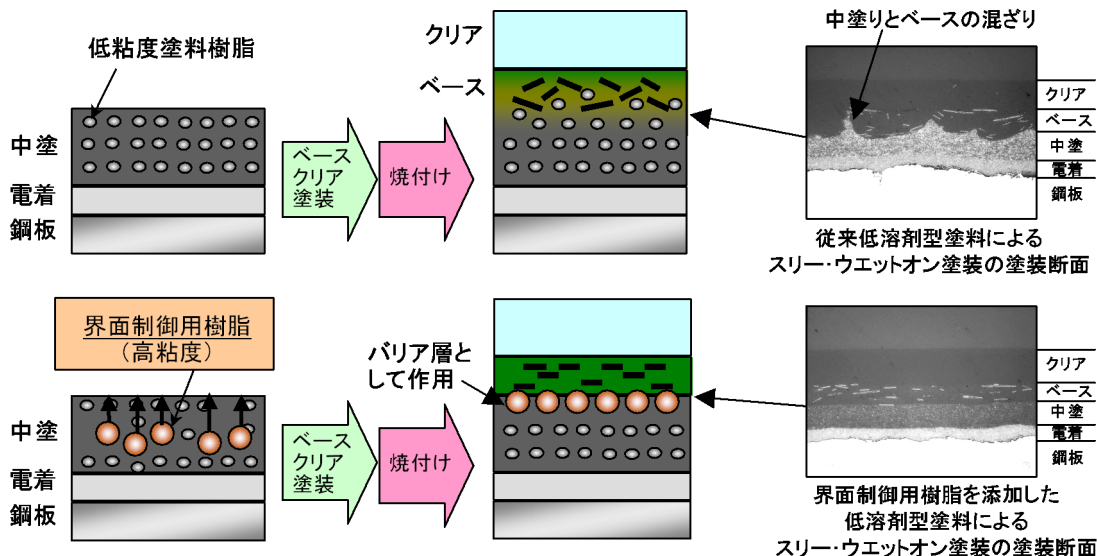 低粘度塗料樹脂
中塗
電着
鋼板
ベース
クリア
塗装
焼付け
クリア
ベース
中塗りとベースの混ざり
クリア
ベース
中塗
電着
鋼板
従来低溶剤型塗料による
スリー・ウエットオン塗装の塗装断面
界面制御用樹脂
(高粘度)
中塗
電着
鋼板
ベース
クリア
塗装
焼付け
バリア層と
して作用
クリア
ベース
中塗
電着
鋼板
界面制御用樹脂を添加した
低溶剤型塗料による
スリー・ウエットオン塗装の塗装断面